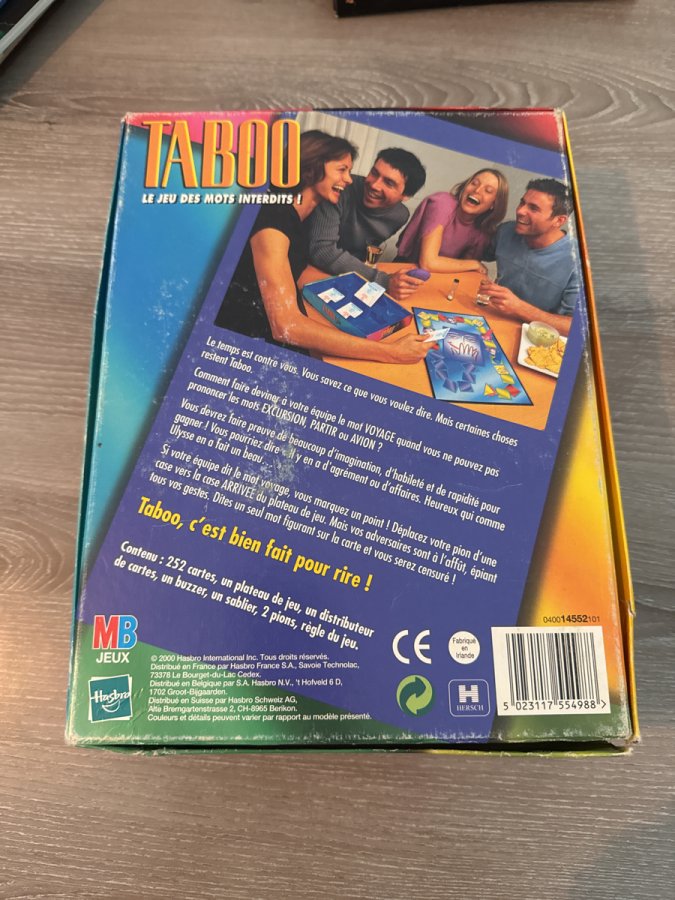 TABOO
LE JEU DES MOTS INTERDITS !
Le temps est contre vous. Vous savez ce que vous voulez dire. Mais certaines choses
restent Taboo.
Comment faire deviner à votre équipe le mot VOYAGE quand vous ne pouvez pas
prononcer les mots EXCURSION, PARTIR ou AVION ?
Vous devrez faire preuve de beaucoup d'imagination, d'habileté et de rapidité pour
gagner ! Vous pourriez dire : il y en a d'agrément ou d'affaires. Heureux qui comme
Ulysse en a fait un beau
Si votre équipe dit le mot voyage, vous marquez un point ! Déplacez votre pion d'une
case vers la case ARRIVÉE du plateau de jeu. Mais vos adversaires sont à l'affût, épiant
tous vos gestes. Dites un seul mot figurant sur la carte et vous serez censuré !
Taboo, c'est bien fait pour rire !
Contenu : 252 cartes, un plateau de jeu, un distributeur
de cartes, un buzzer, un sablier, 2 pions, règle du jeu.
MB
JEUX
Hasbro
© 2000 Hasbro International Inc. Tous droits réservés.
Distribué en France par Hasbro France S.A., Savoie Technolac,
73378 Le Bourget-du-Lac Cedex.
Distribué en Belgique par S.A. Hasbro N.V., 't Hofveld 6 D,
1702 Groot-Bijgaarden.
Distribué en Suisse par Hasbro Schweiz AG,
Alte Bremgartenstrasse 2, CH-8965 Berikon.
Couleurs et détails peuvent varier par rapport au modèle présenté.
CE
Fabriqué
en
Irlande
H
HERSCH
040014552101
5 023117 554988 >